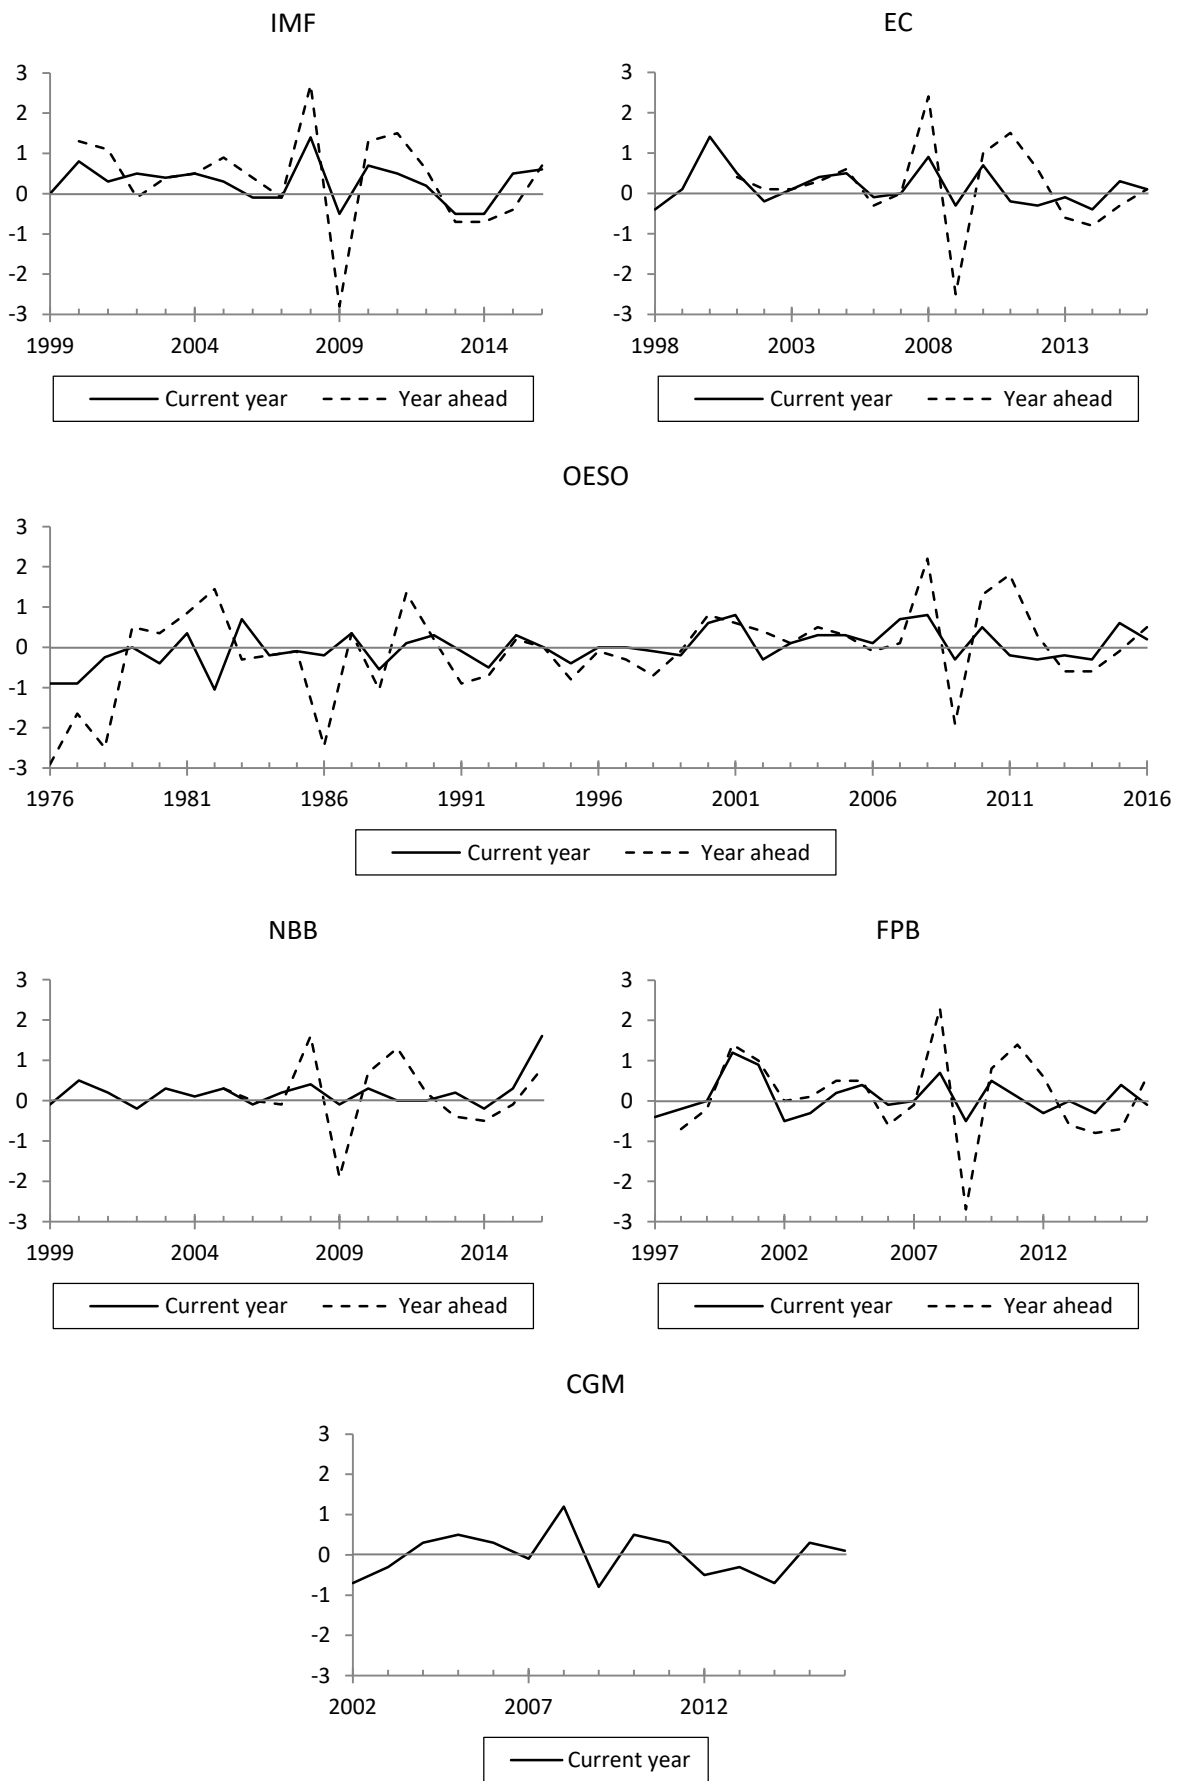 IMF
3
2
1
0
-1
-2
-3
1999 2004 2009 2014
Current year Year ahead
EC
3
2
1
0
-1
-2
-3
1998 2003 2008 2013
Current year Year ahead
OESO
3
2
1
0
-1
-2
-3
1976 1981 1986 1991 1996 2001 2006 2011 2016
Current year Year ahead
NBB
3
2
1
0
-1
-2
-3
1999 2004 2009 2014
Current year Year ahead
FPB
3
2
1
0
-1
-2
-3
1997 2002 2007 2012
Current year Year ahead
CGM
3
2
1
0
-1
-2
-3
2002 2007 2012
Current year